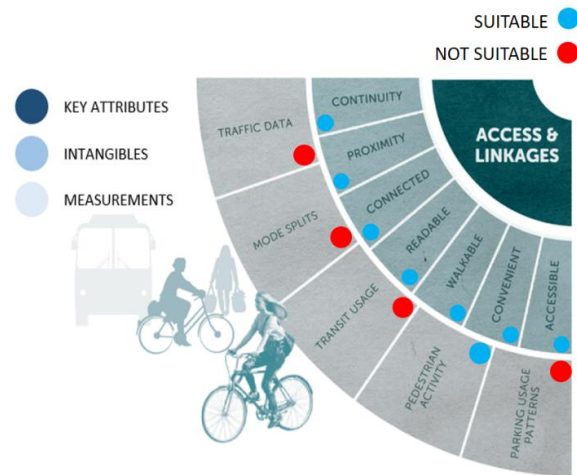 SUITABLE
NOT SUITABLE
KEY ATTRIBUTES
INTANGIBLES
MEASUREMENTS
ACCESS &
LINKAGES
CONTINUITY
PROXIMITY
CONNECTED
READABLE
WALKABLE
CONVENIENT
ACCESSIBLE
TRAFFIC DATA
MODE SPLITS
TRANSIT USAGE
PEDESTRIAN
ACTIVITY
PARKING USAGE
PATTERNS